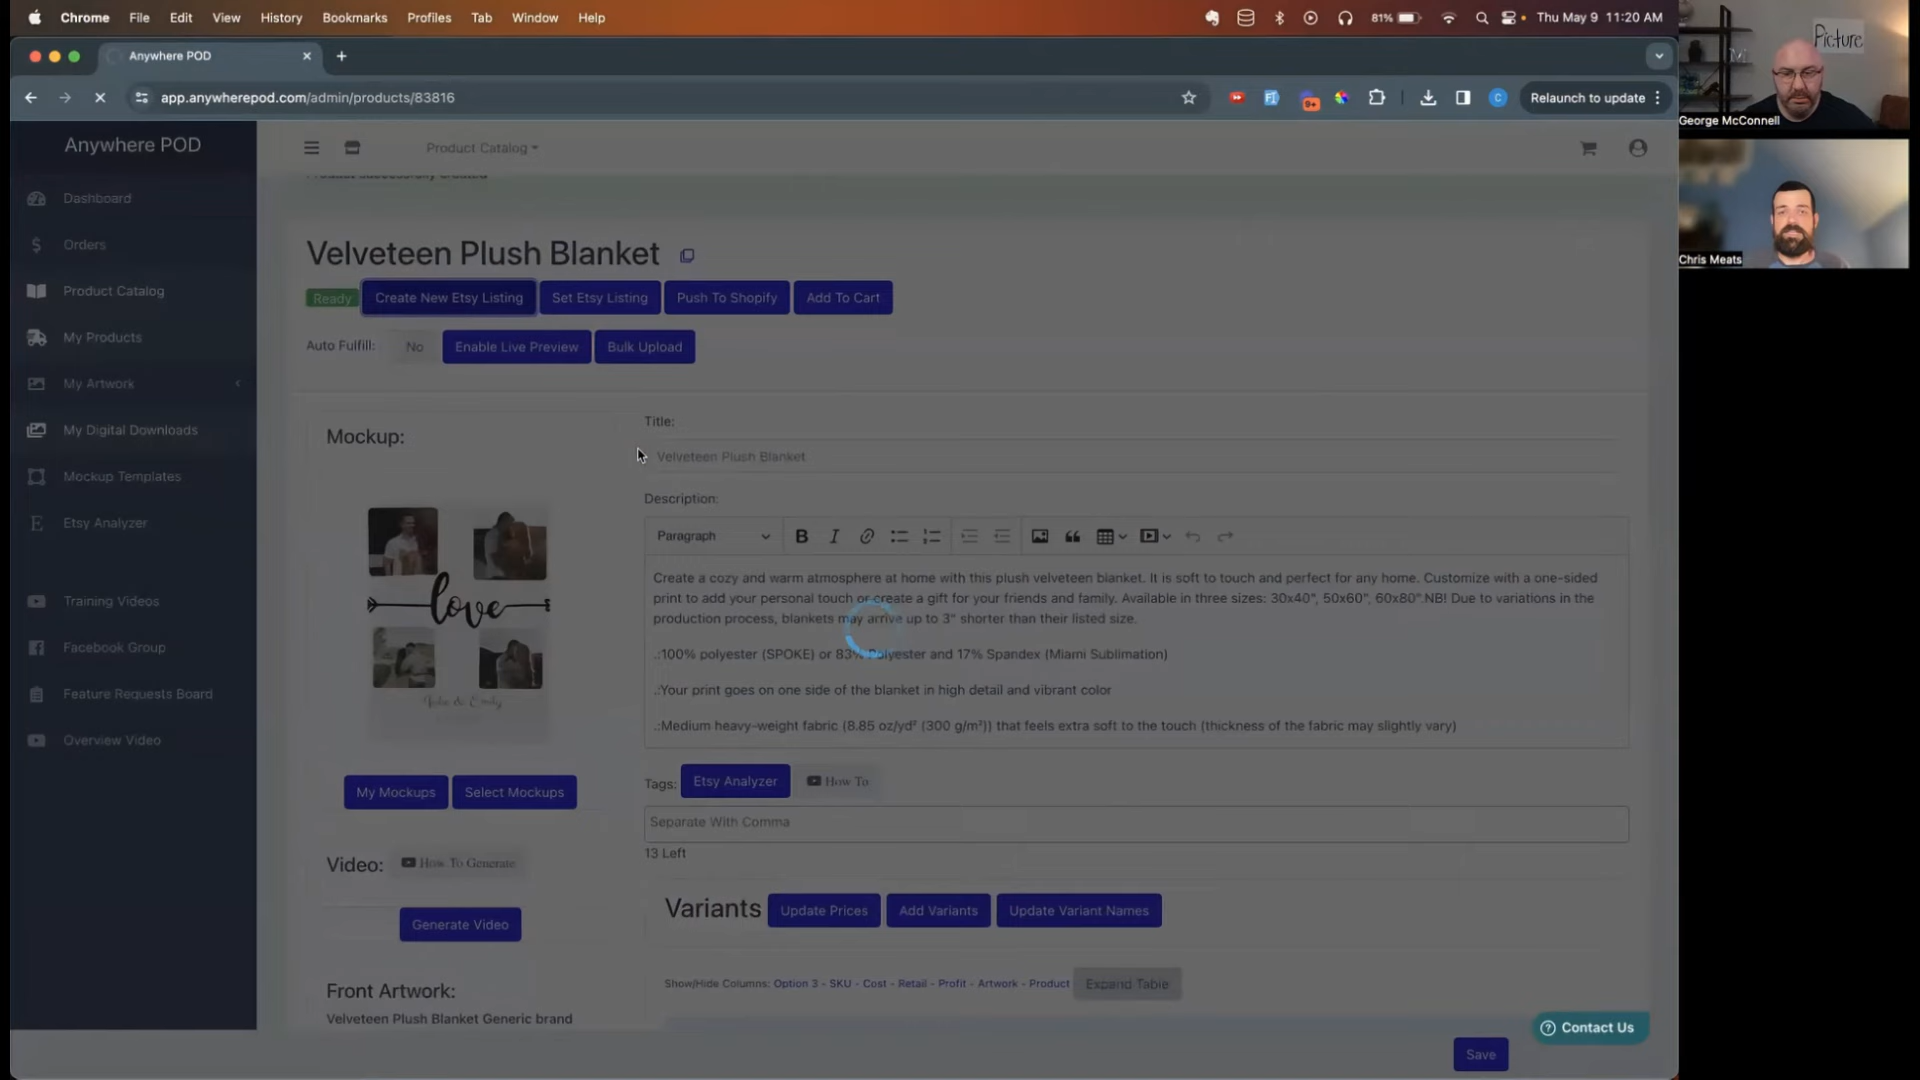 Chrome File Edit View History Bookmarks Profiles Tab Window Help 81% Thu May 9 11:20 AM
Anywhere POD
app.anywherepod.com/admin/products/83816 9+ C Relaunch to update
Picture
George McConnell
Chris Meats
Anywhere POD
Dashboard
Orders
Product Catalog
My Products
My Artwork
My Digital Downloads
Mockup Templates
Etsy Analyzer
Training Videos
Facebook Group
Feature Requests Board
Overview Video
Product Catalog
Product successfully created
Velveteen Plush Blanket
Ready Create New Etsy Listing Set Etsy Listing Push To Shopify Add To Cart
Auto Fulfill: No Enable Live Preview Bulk Upload
Mockup:
love
Luke & Emily
My Mockups Select Mockups
Video: How To Generate
Generate Video
Front Artwork:
Velveteen Plush Blanket Generic brand
Title:
Velveteen Plush Blanket
Description:
Paragraph
Create a cozy and warm atmosphere at home with this plush velveteen blanket. It is soft to touch and perfect for any home. Customize with a one-sided
print to add your personal touch or create a gift for your friends and family. Available in three sizes: 30x40", 50x60", 60x80".NB! Due to variations in the
production process, blankets may arrive up to 3" shorter than their listed size.
.:100% polyester (SPOKE) or 83% Polyester and 17% Spandex (Miami Sublimation)
.:Your print goes on one side of the blanket in high detail and vibrant color
.:Medium heavy-weight fabric (8.85 oz/yd² (300 g/m²)) that feels extra soft to the touch (thickness of the fabric may slightly vary)
Tags: Etsy Analyzer How To
Separate With Comma
13 Left
Variants Update Prices Add Variants Update Variant Names
Show/Hide Columns: Option 3 - SKU - Cost - Retail - Profit - Artwork - Product Expand Table
Contact Us
Save